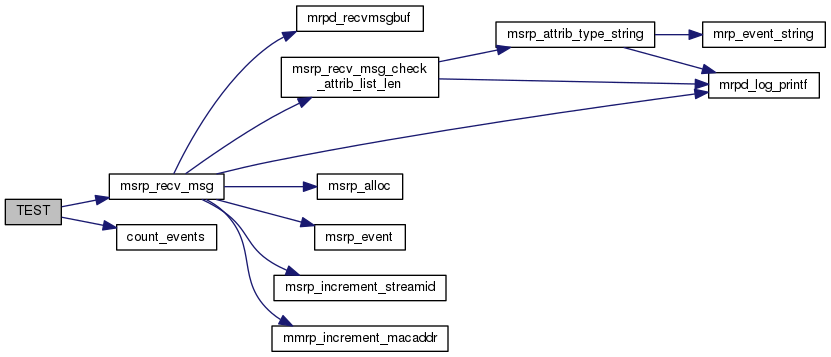 mrpd_recvmsgbuf
msrp_attrib_type_string
mrp_event_string
msrp_recv_msg_check
_attrib_list_len
mrpd_log_printf
msrp_recv_msg
msrp_alloc
TEST
count_events
msrp_event
msrp_increment_streamid
mmrp_increment_macaddr